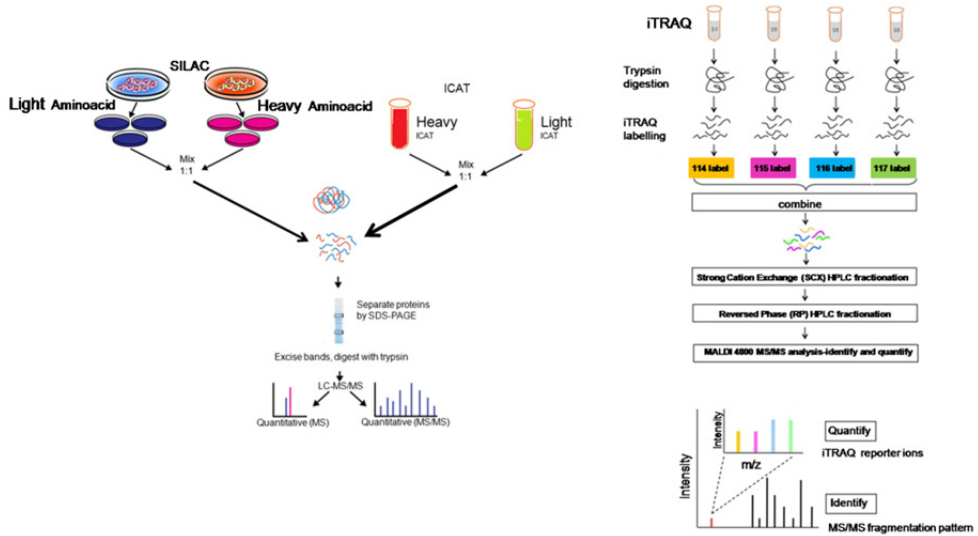 SILAC
Light Aminoacid
Heavy Aminoacid
Mix
1:1
ICAT
Heavy
ICAT
Light
ICAT
Mix
1:1
Separate proteins
by SDS-PAGE
Excise bands, digest with trypsin
LC-MS/MS
Quantitative (MS)
Quantitative (MS/MS)
iTRAQ
Trypsin
digestion
iTRAQ
labelling
114 label
115 label
116 label
117 label
combine
Strong Cation Exchange (SCX) HPLC fractionation
Reversed Phase (RP) HPLC fractionation
MALDI 4800 MS/MS analysis-identify and quantify
Intensity
Intensity
m/z
Quantify
iTRAQ reporter ions
Identify
MS/MS fragmentation pattern